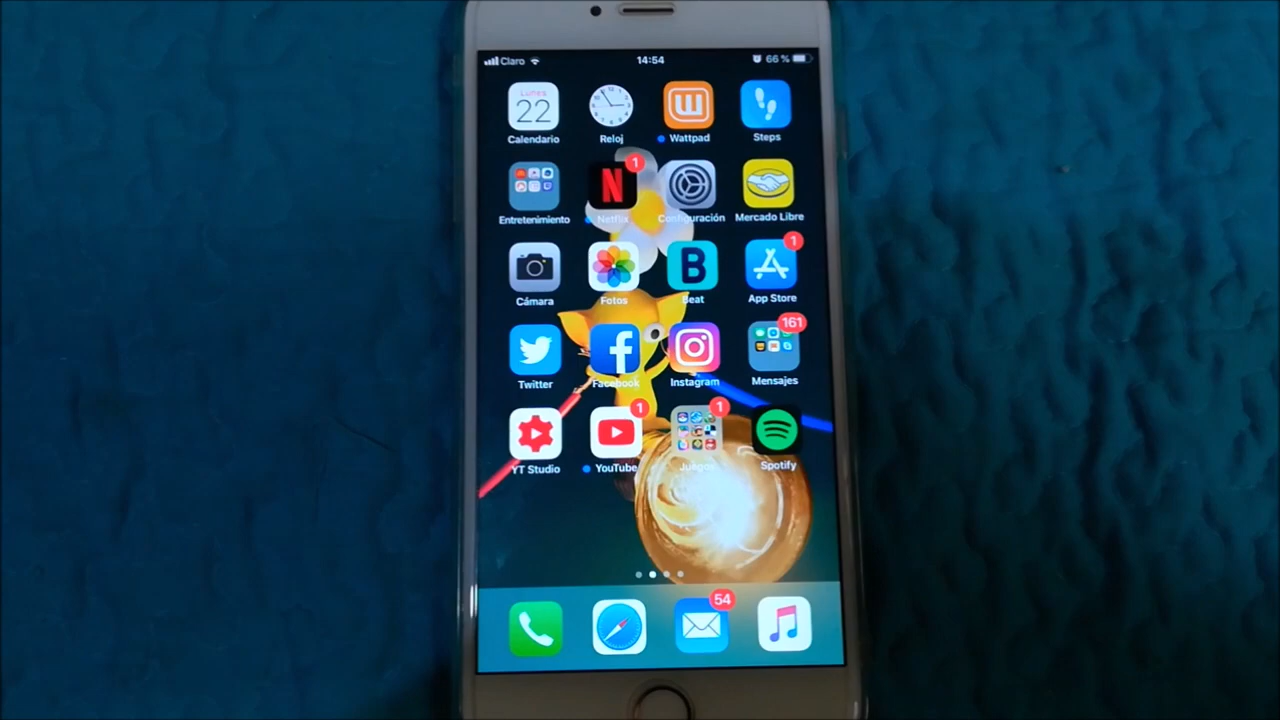 Claro 14:54 66 %
Lunes
22
Calendario Reloj Wattpad Steps
1
Entretenimiento Netflix Configuración Mercado Libre
B 1
Cámara Fotos Beat App Store
161
Twitter Facebook Instagram Mensajes
1 1
YT Studio YouTube Juegos Spotify
54